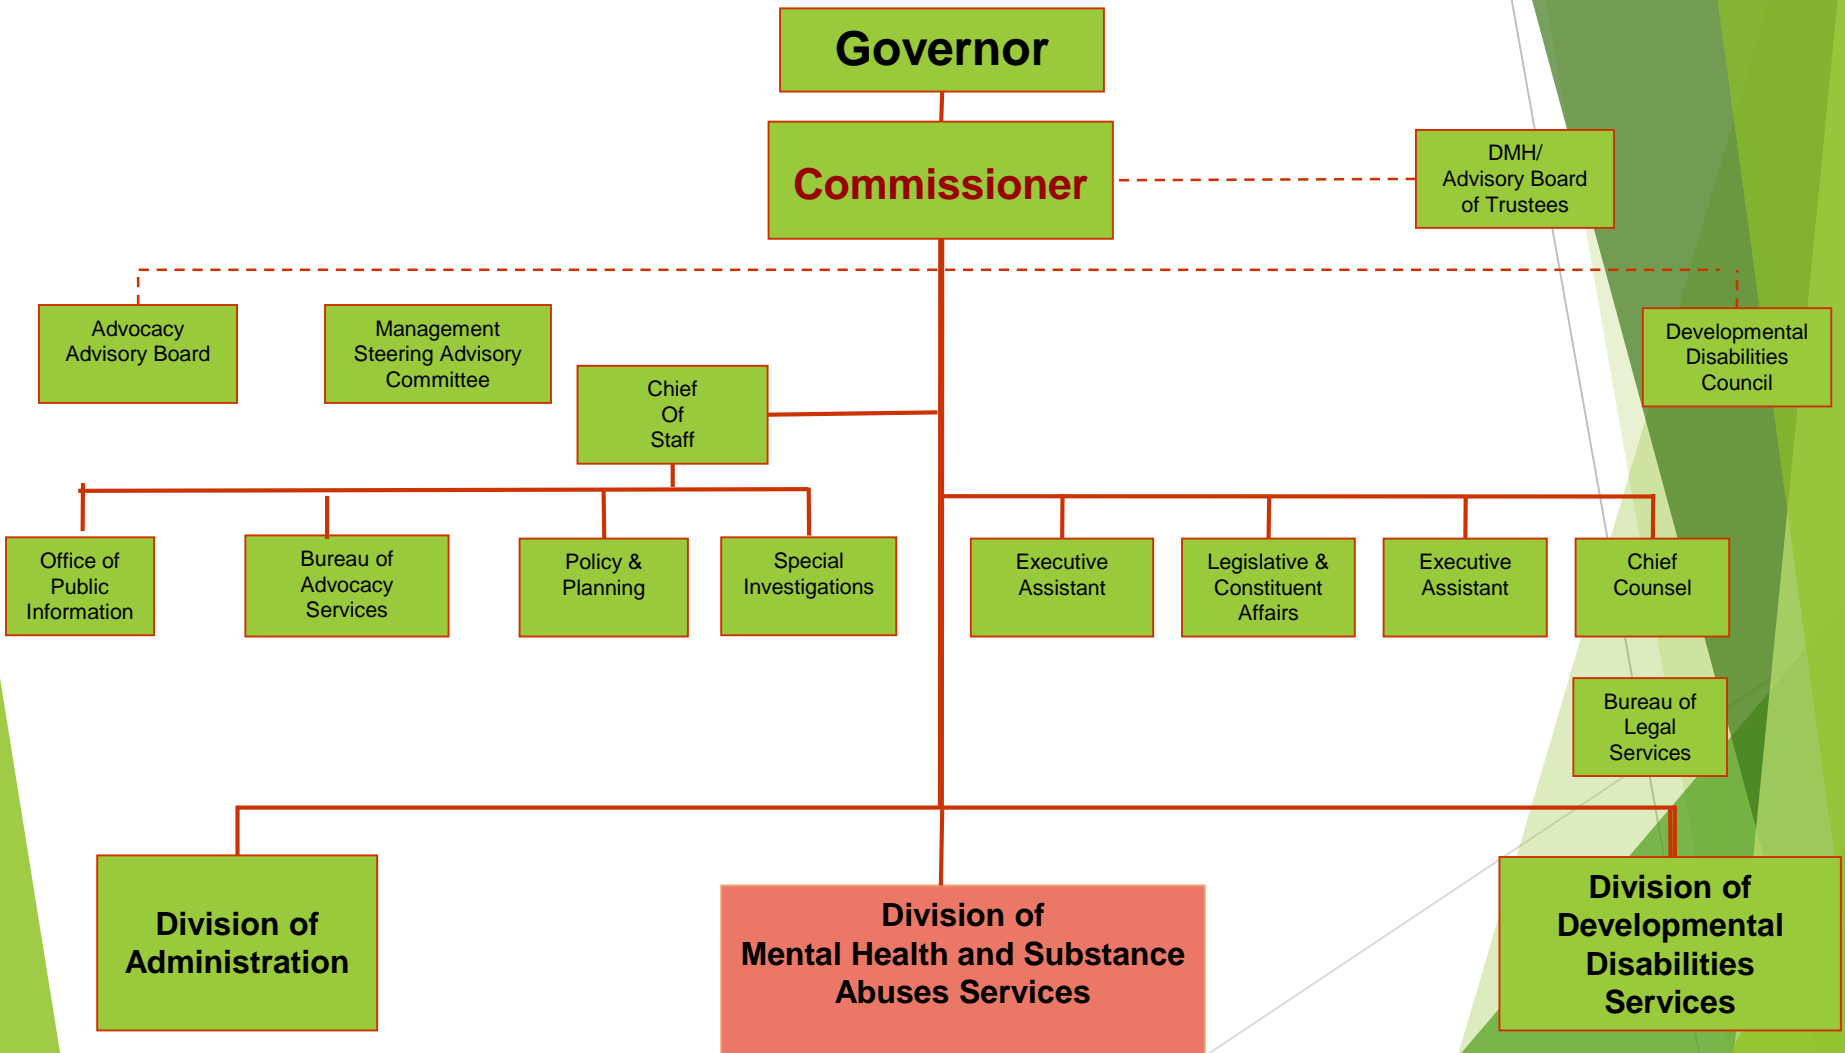 Governor
Commissioner
DMH/
Advisory Board
of Trustees
Advocacy
Advisory Board
Management
Steering Advisory
Committee
Developmental
Disabilities
Council
Chief
Of
Staff
Office of
Public
Information
Bureau of
Advocacy
Services
Policy &
Planning
Special
Investigations
Executive
Assistant
Legislative &
Constituent
Affairs
Executive
Assistant
Chief
Counsel
Bureau of
Legal
Services
Division of
Administration
Division of
Mental Health and Substance
Abuses Services
Division of
Developmental
Disabilities
Services